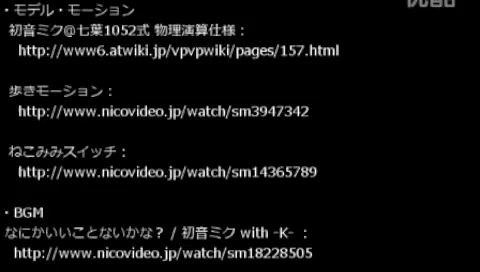 ・モデル・モーション
初音ミク@七葉1052式 物理演算仕様：
http://www6.atwiki.jp/vpvpwiki/pages/157.html
歩きモーション：
http://www.nicovideo.jp/watch/sm3947342
ねこみみスイッチ：
http://www.nicovideo.jp/watch/sm14365789
・BGM
なにかいいことないかな？ / 初音ミク with -K- ：
http://www.nicovideo.jp/watch/sm18228505